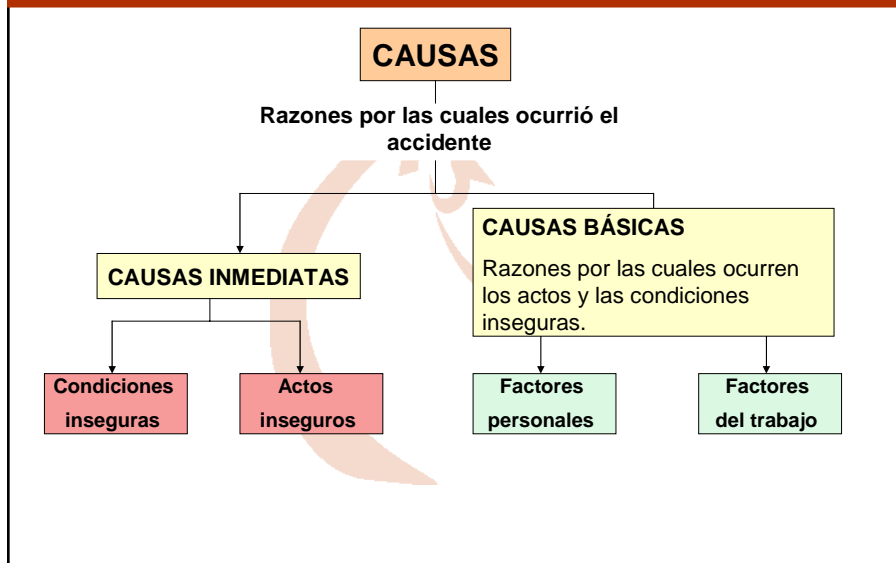 CAUSAS
Razones por las cuales ocurrió el
accidente
CAUSAS INMEDIATAS
CAUSAS BÁSICAS
Razones por las cuales ocurren
los actos y las condiciones
inseguras.
Condiciones
inseguras
Actos
inseguros
Factores
personales
Factores
del trabajo